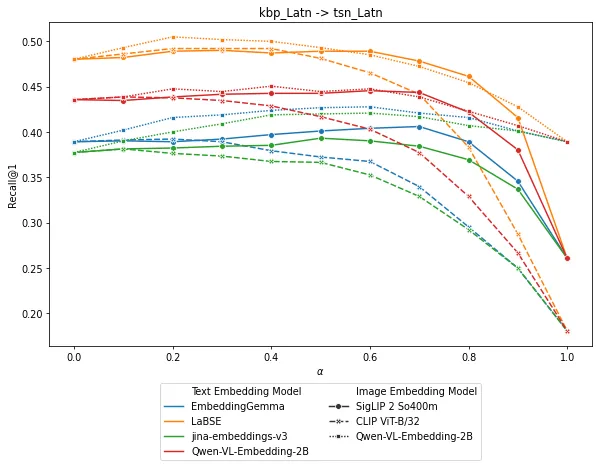 kbp_Latn -> tsn_Latn
Recall@1
0.50
0.45
0.40
0.35
0.30
0.25
0.20
0.0
0.2
0.4
0.6
0.8
1.0
α
Text Embedding Model
EmbeddingGemma
LaBSE
jina-embeddings-v3
Qwen-VL-Embedding-2B
Image Embedding Model
SigLIP 2 So400m
CLIP ViT-B/32
Qwen-VL-Embedding-2B